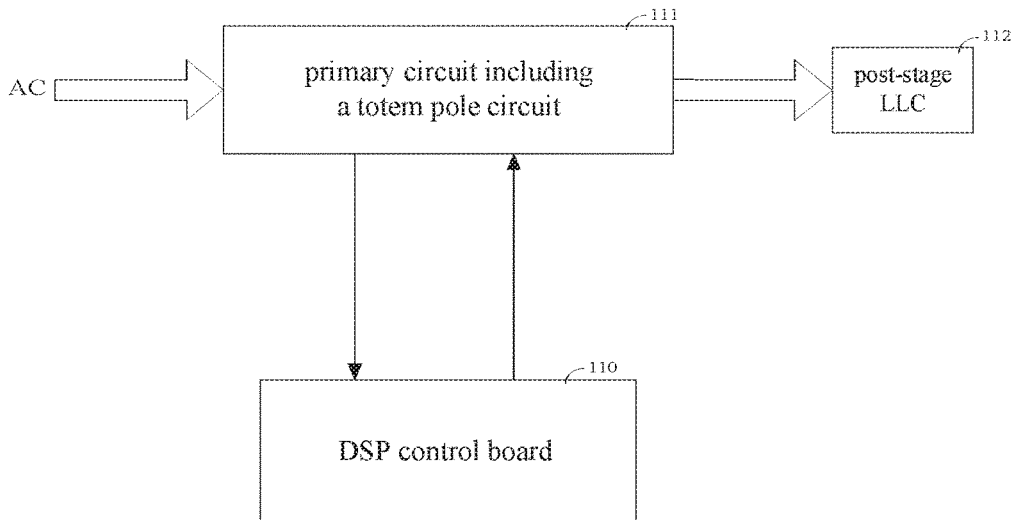 111
112
primary circuit including
a totem pole circuit
AC
post-stage
LLC
110
DSP control board